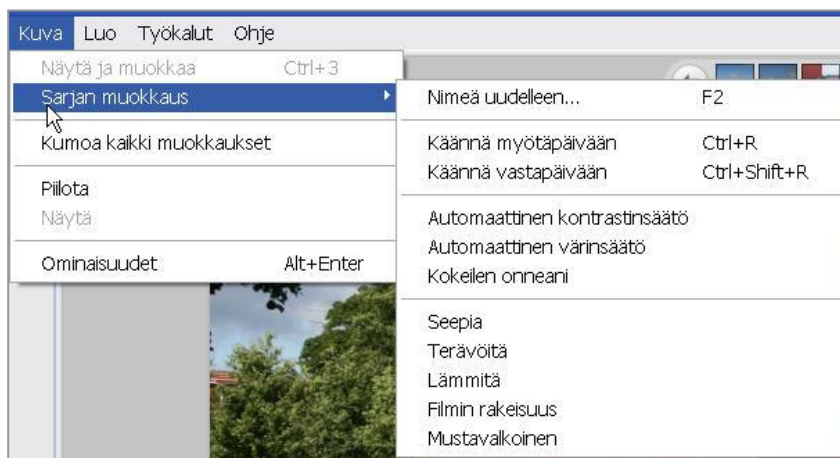 Kuva Luo Työkalut Ohje
Näytä ja muokkaa Ctrl+3
Sarjan muokkaus
Kumoa kaikki muokkaukset
Piilota
Näytä
Ominaisuudet Alt+Enter
Nimeä uudelleen... F2
Käännä myötäpäivään Ctrl+R
Käännä vastapäivään Ctrl+Shift+R
Automaattinen kontrastinsäätö
Automaattinen värinsäätö
Kokeilen onneani
Seepia
Terävöitä
Lämmitä
Filmin rakeisuus
Mustavalkoinen